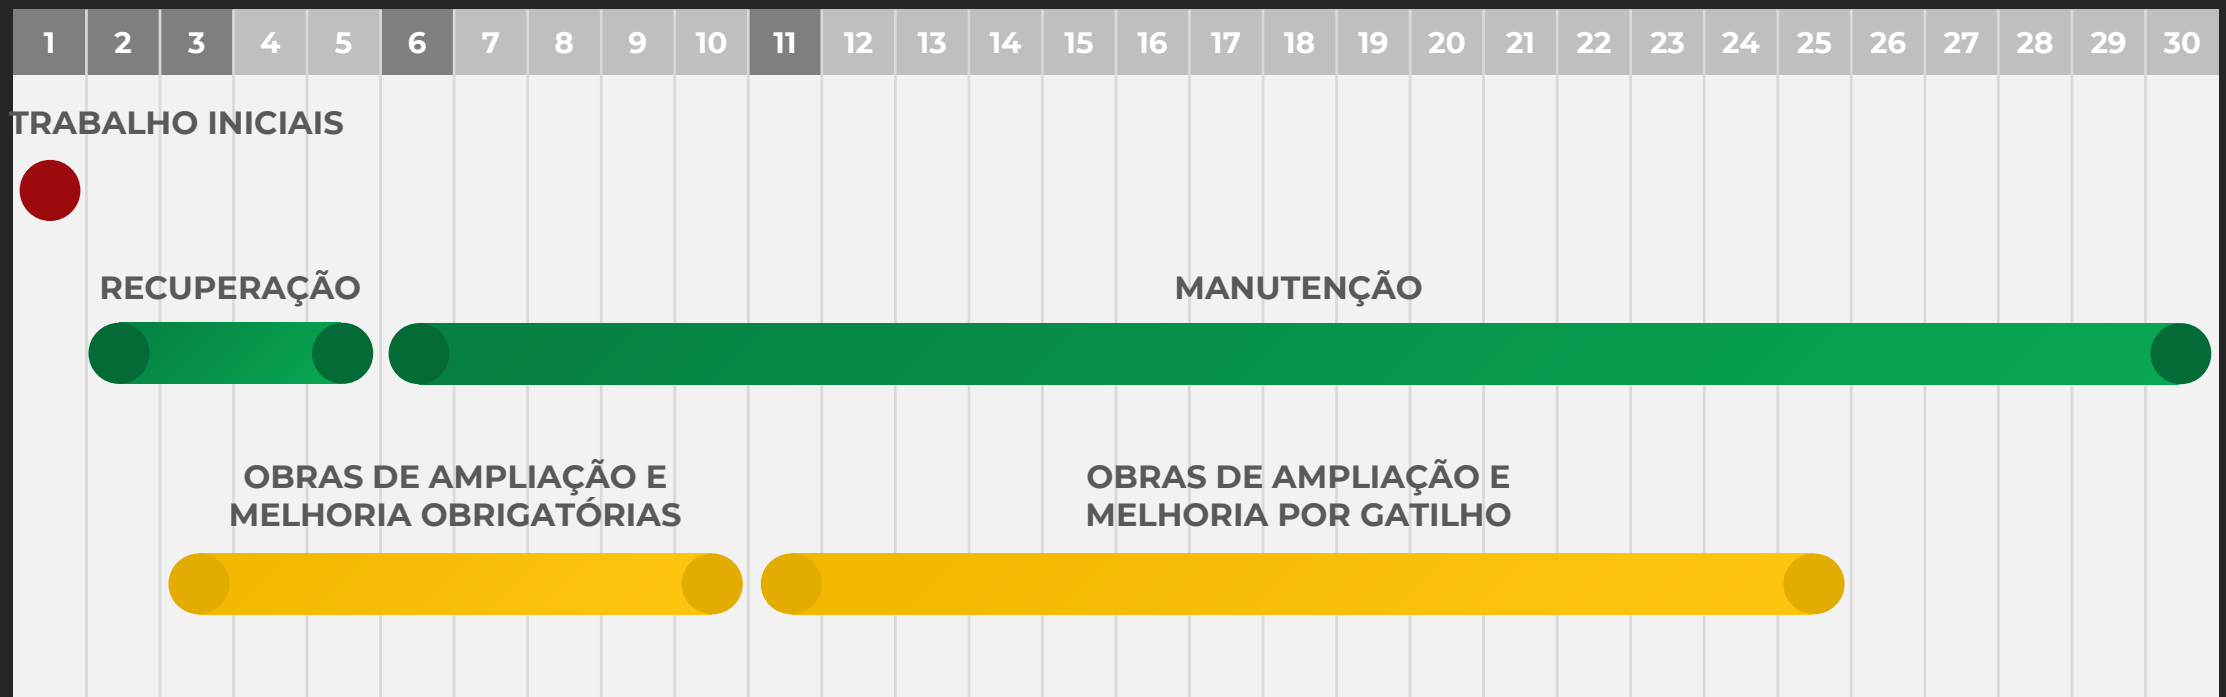 1 2 3 4 5 6 7 8 9 10 11 12 13 14 15 16 17 18 19 20 21 22 23 24 25 26 27 28 29 30
TRABALHO INICIAIS
RECUPERAÇÃO
MANUTENÇÃO
OBRAS DE AMPLIAÇÃO E
MELHORIA OBRIGATÓRIAS
OBRAS DE AMPLIAÇÃO E
MELHORIA POR GATILHO